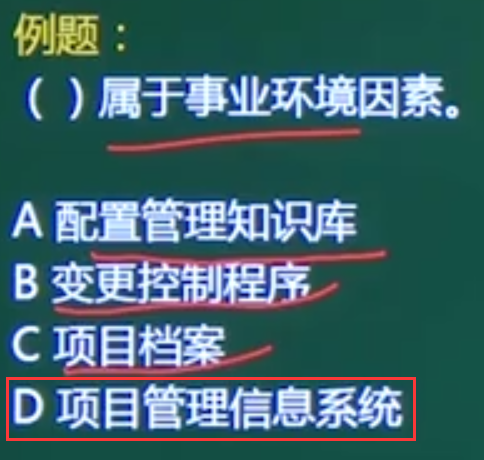 例题：
（ ）属于事业环境因素。
A 配置管理知识库
B 变更控制程序
C 项目档案
D 项目管理信息系统